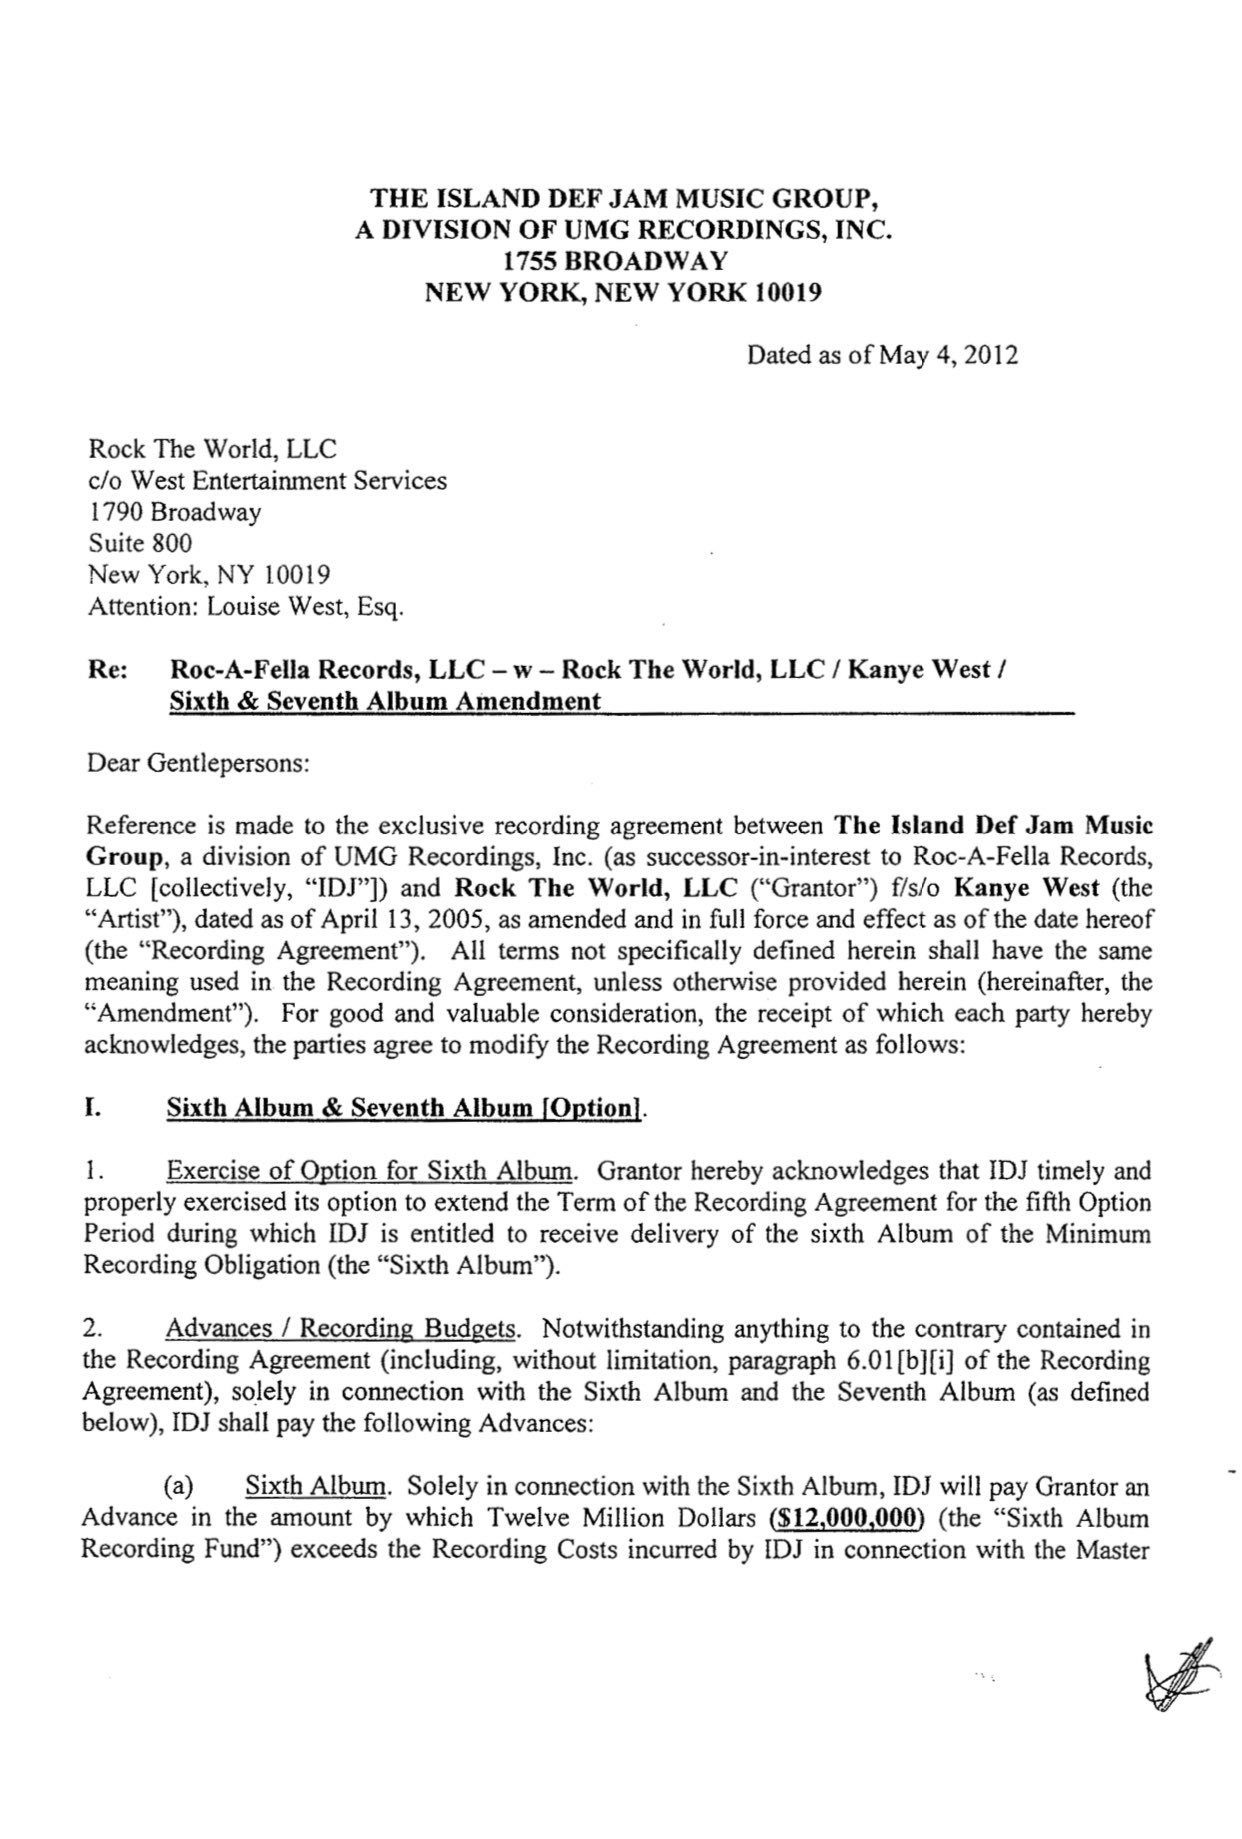 THE ISLAND DEF JAM MUSIC GROUP,
A DIVISION OF UMG RECORDINGS, INC.
1755 BROADWAY
NEW YORK, NEW YORK 10019
Dated as of May 4, 2012
Rock The World, LLC
c/o West Entertainment Services
1790 Broadway
Suite 800
New York, NY 10019
Attention: Louise West, Esq.
Re: Roc-A-Fella Records, LLC – w – Rock The World, LLC / Kanye West /
Sixth & Seventh Album Amendment
Dear Gentlepersons:
Reference is made to the exclusive recording agreement between The Island Def Jam Music
Group, a division of UMG Recordings, Inc. (as successor-in-interest to Roc-A-Fella Records,
LLC [collectively, “IDJ”]) and Rock The World, LLC (“Grantor”) f/s/o Kanye West (the
“Artist”), dated as of April 13, 2005, as amended and in full force and effect as of the date hereof
(the “Recording Agreement”). All terms not specifically defined herein shall have the same
meaning used in the Recording Agreement, unless otherwise provided herein (hereinafter, the
“Amendment”). For good and valuable consideration, the receipt of which each party hereby
acknowledges, the parties agree to modify the Recording Agreement as follows:
I. Sixth Album & Seventh Album [Option].
1. Exercise of Option for Sixth Album. Grantor hereby acknowledges that IDJ timely and
properly exercised its option to extend the Term of the Recording Agreement for the fifth Option
Period during which IDJ is entitled to receive delivery of the sixth Album of the Minimum
Recording Obligation (the “Sixth Album”).
2. Advances / Recording Budgets. Notwithstanding anything to the contrary contained in
the Recording Agreement (including, without limitation, paragraph 6.01[b][i] of the Recording
Agreement), solely in connection with the Sixth Album and the Seventh Album (as defined
below), IDJ shall pay the following Advances:
(a) Sixth Album. Solely in connection with the Sixth Album, IDJ will pay Grantor an
Advance in the amount by which Twelve Million Dollars ($12,000,000) (the “Sixth Album
Recording Fund”) exceeds the Recording Costs incurred by IDJ in connection with the Master